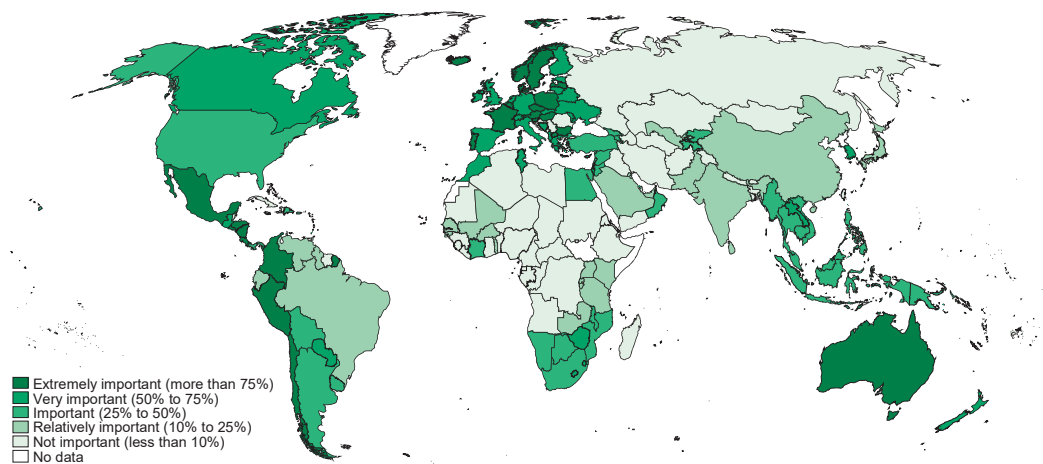 Extremely important (more than 75%)
Very important (50% to 75%)
Important (25% to 50%)
Relatively important (10% to 25%)
Not important (less than 10%)
No data